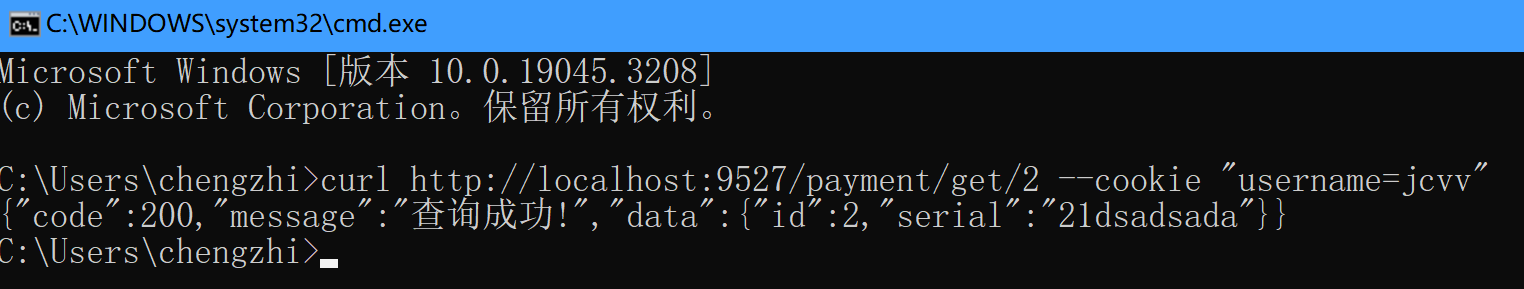 C:\WINDOWS\system32\cmd.exe
Microsoft Windows [版本 10.0.19045.3208]
(c) Microsoft Corporation。保留所有权利。
C:\Users\chengzhi>curl http://localhost:9527/payment/get/2 --cookie "username=jcvv"
{"code":200,"message":"查询成功!","data":{"id":2,"serial":"21dsadsada"}}
C:\Users\chengzhi>